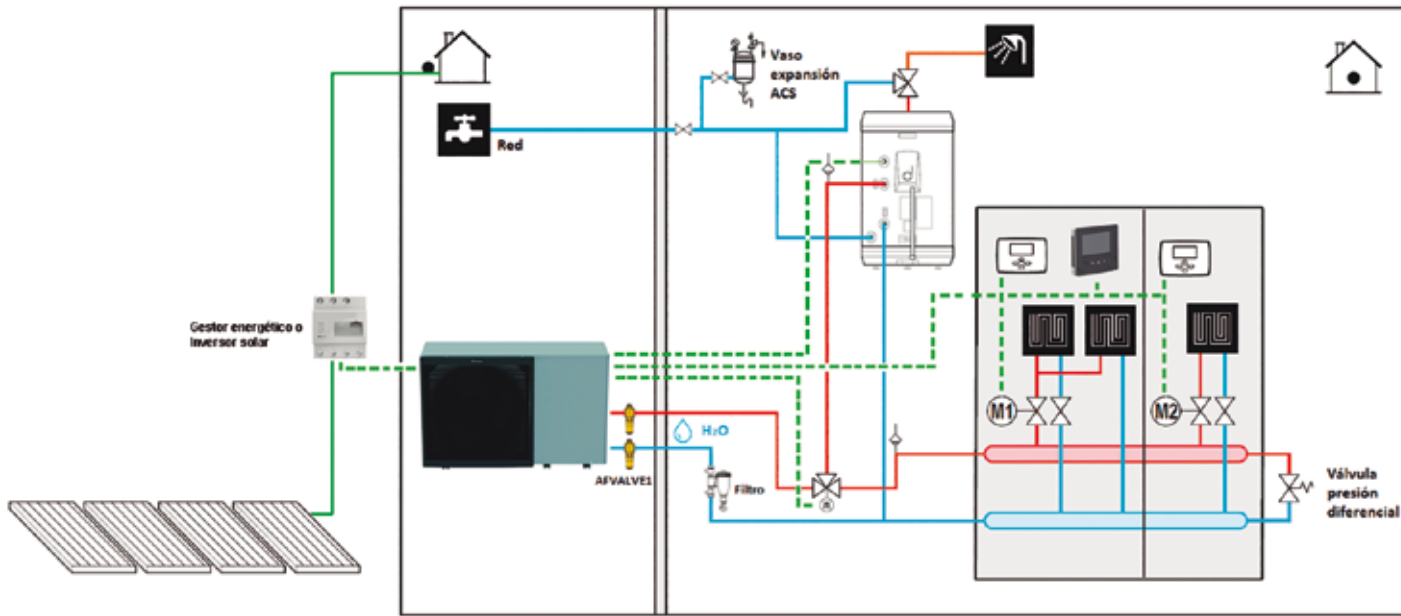 Vaso
expansión
ACS
Red
Gestor energético o
Inversor solar
H₂O
AFVALVE1
Filtro
M1
M2
Válvula
presión
diferencial